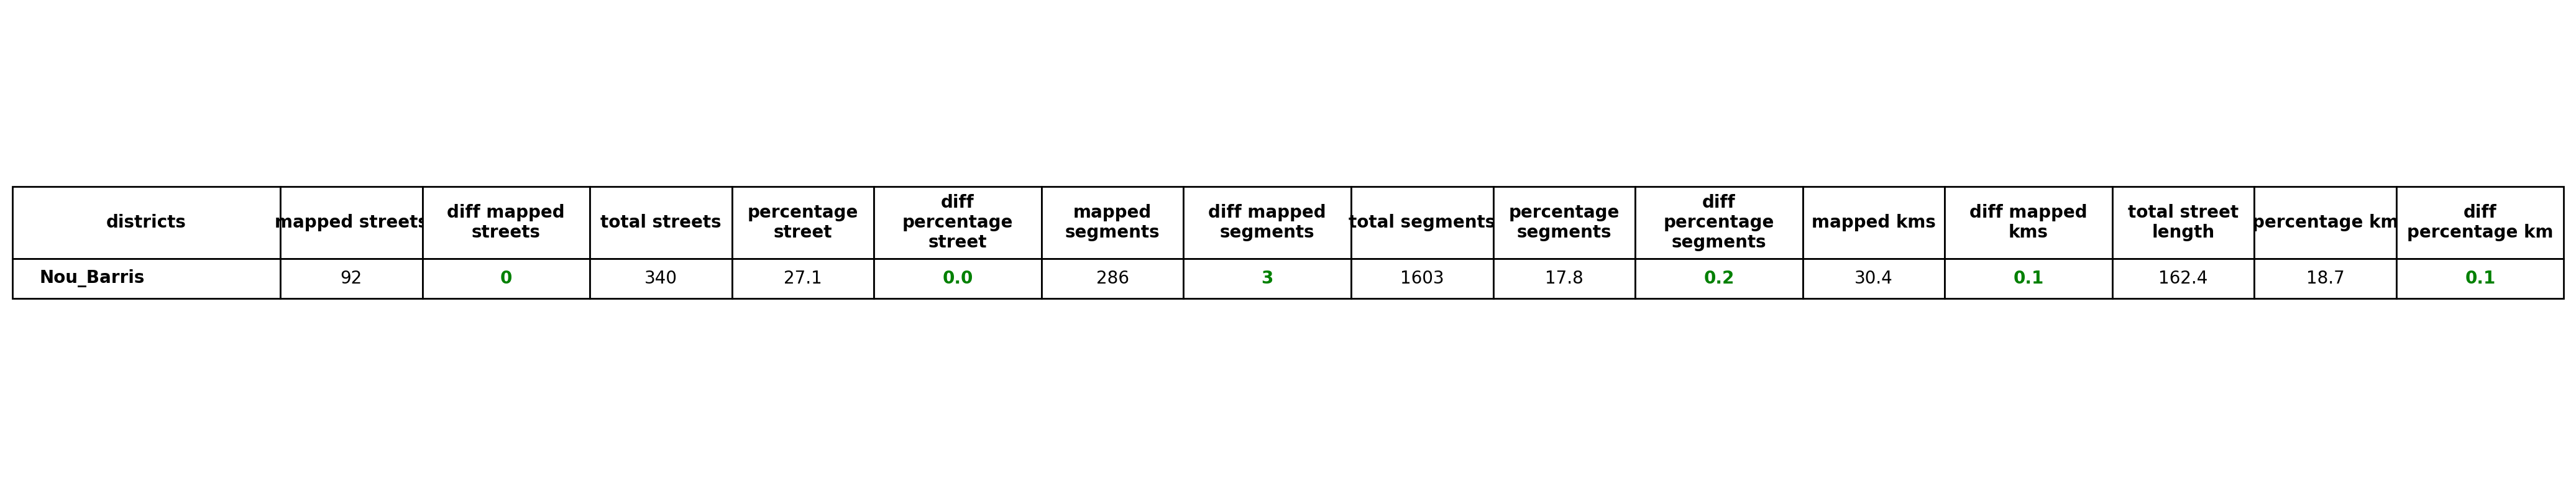 districts
mapped streets
diff mapped
streets
total streets
percentage
street
diff
percentage
street
mapped
segments
diff mapped
segments
total segments
percentage
segments
diff
percentage
segments
mapped kms
diff mapped
kms
total street
length
percentage km
diff
percentage km
Nou_Barris 92 0 340 27.1 0.0 286 3 1603 17.8 0.2 30.4 0.1 162.4 18.7 0.1